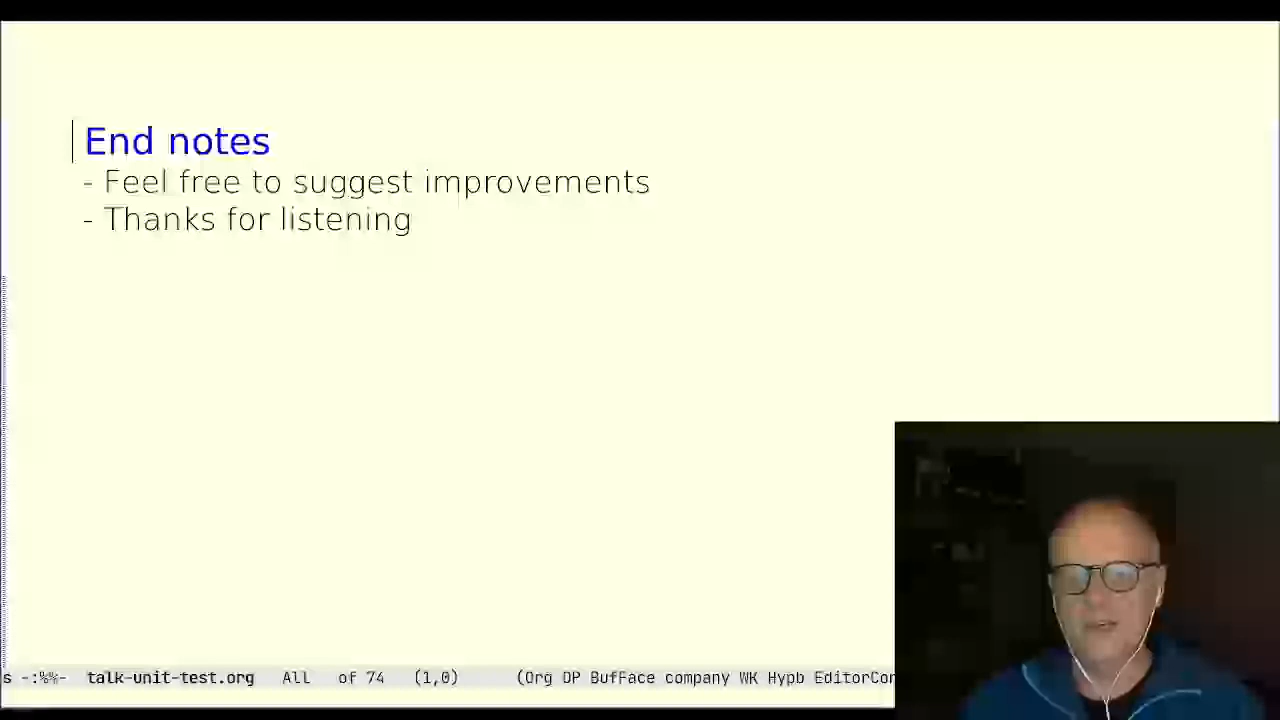 End notes
- Feel free to suggest improvements
- Thanks for listening
s -:%%-  talk-unit-test.org   All   of 74   (1,0)      (Org OP BufFace company WK Hypb EditorCon